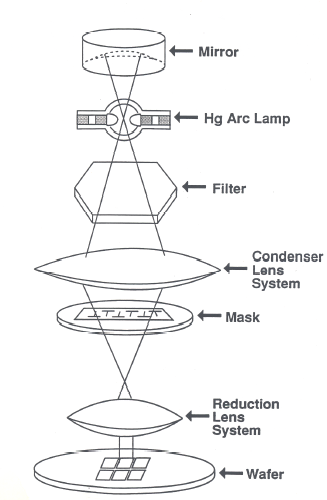 Mirror
Hg Arc Lamp
Filter
Condenser
Lens
System
Mask
Reduction
Lens
System
Wafer